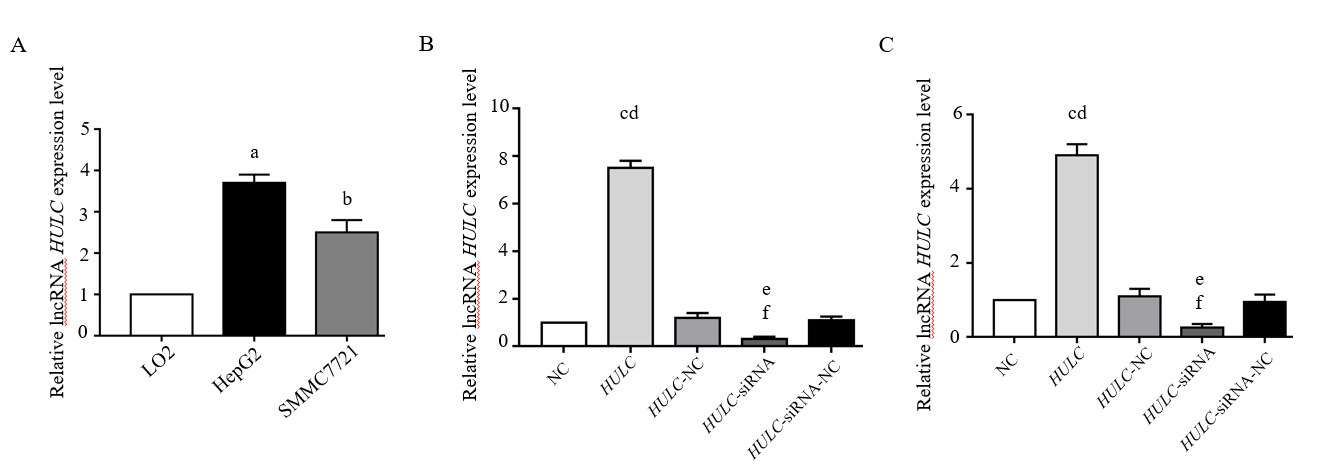 A
Relative lncRNA HULC expression level
5
4
3
2
1
0
a
b
LO2
HepG2
SMMC7721
B
Relative lncRNA HULC expression level
10
8
6
4
2
0
cd
e
f
NC
HULC
HULC-NC
HULC-siRNA
HULC-siRNA-NC
C
Relative lncRNA HULC expression level
6
4
2
0
cd
e
f
NC
HULC
HULC-NC
HULC-siRNA
HULC-siRNA-NC